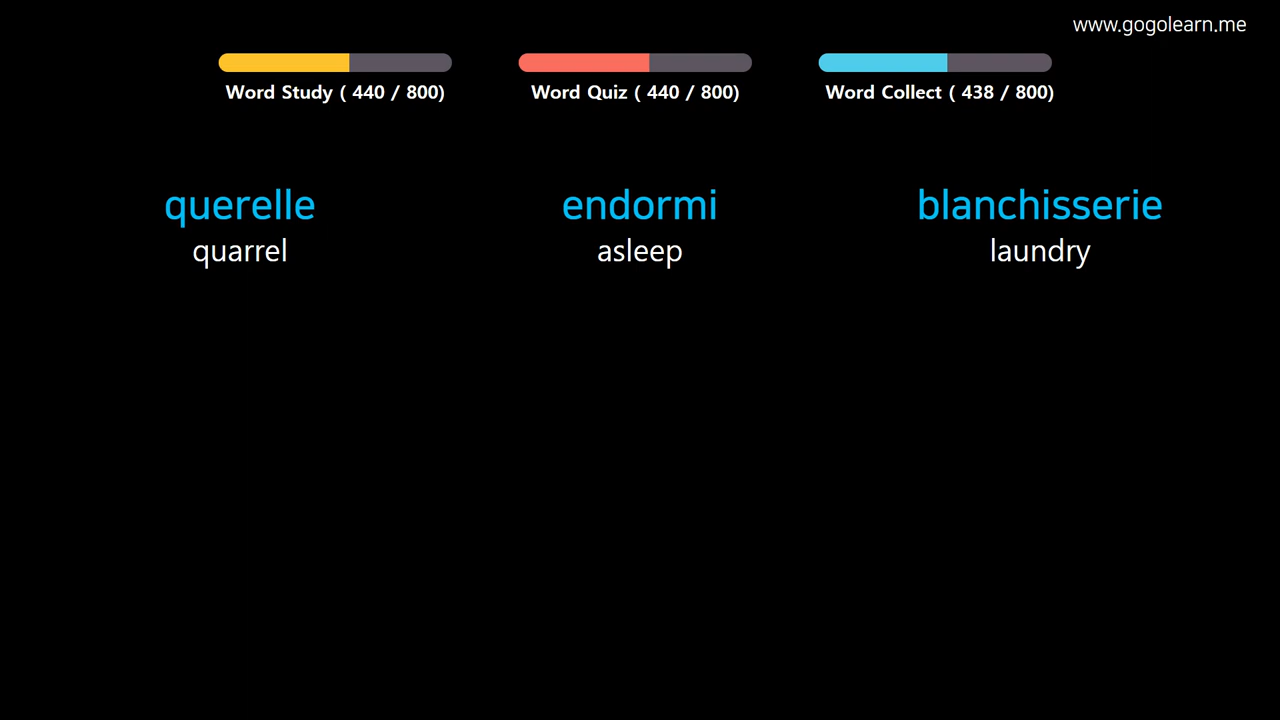 www.gogolearn.me
Word Study ( 440 / 800)
Word Quiz ( 440 / 800)
Word Collect ( 438 / 800)
querelle
quarrel
endormi
asleep
blanchisserie
laundry